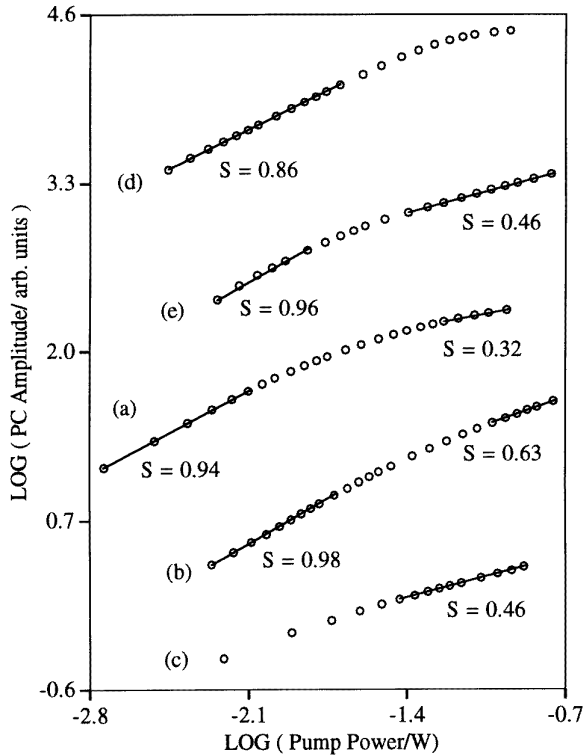 4.6
3.3
2.0
0.7
-0.6
LOG ( PC Amplitude/ arb. units )
(d)
S = 0.86
S = 0.46
(e)
S = 0.96
S = 0.32
(a)
S = 0.94
S = 0.63
(b)
S = 0.98
S = 0.46
(c)
-2.8 -2.1 -1.4 -0.7
LOG ( Pump Power/W )